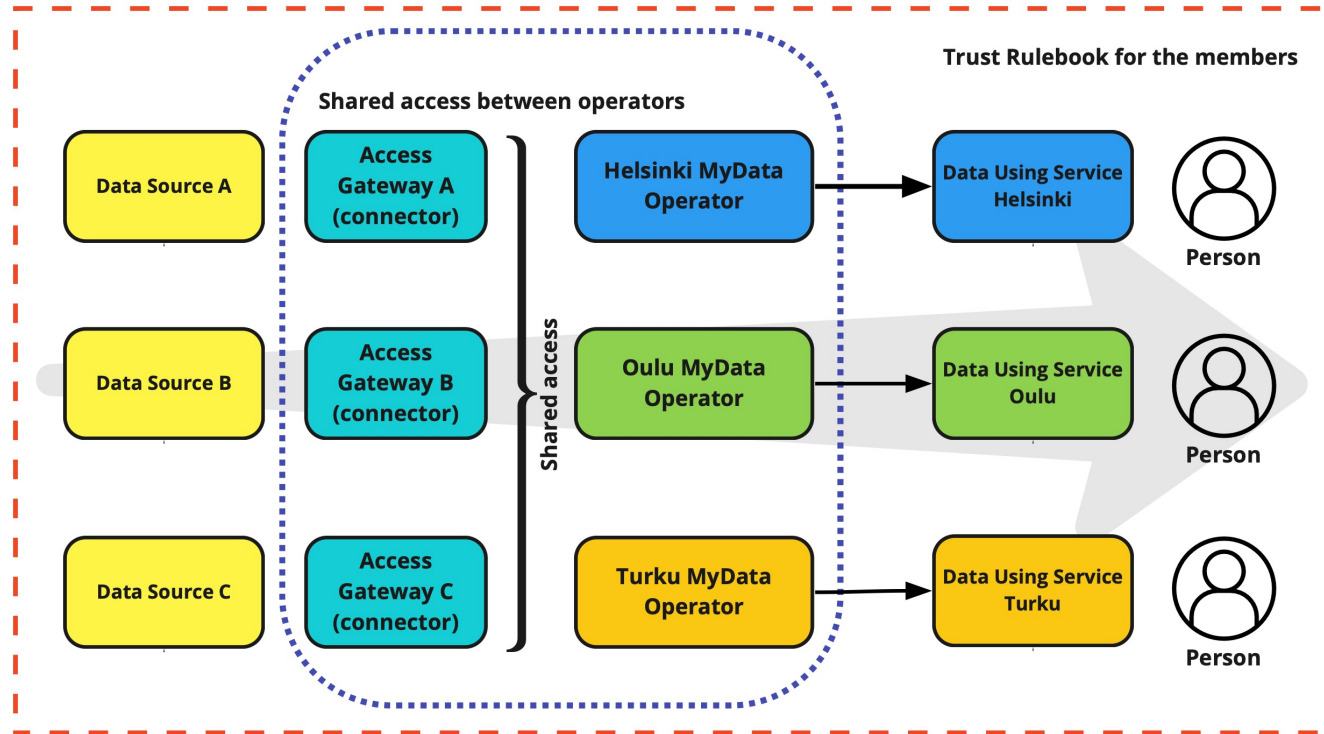 Trust Rulebook for the members
Shared access between operators
Data Source A
Access
Gateway A
(connector)
Helsinki MyData
Operator
Data Using Service
Helsinki
Person
Data Source B
Access
Gateway B
(connector)
Shared access
Oulu MyData
Operator
Data Using Service
Oulu
Person
Data Source C
Access
Gateway C
(connector)
Turku MyData
Operator
Data Using Service
Turku
Person